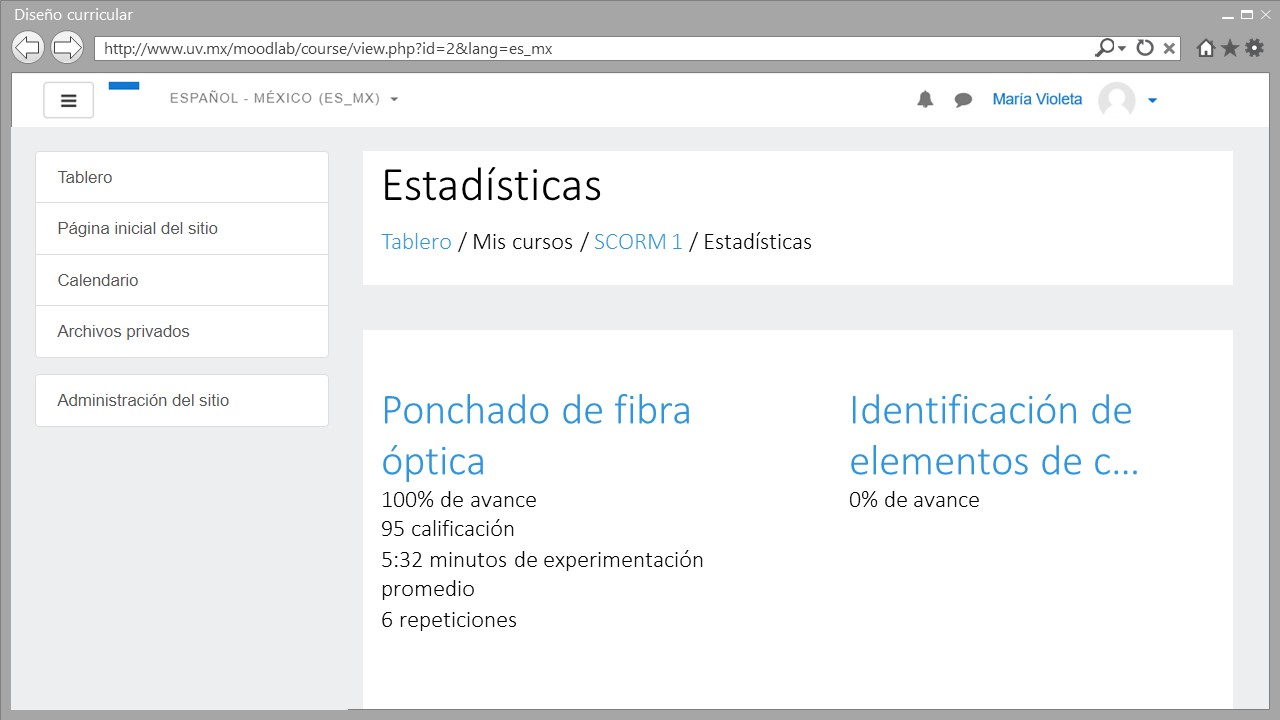 Diseño curricular
http://www.uv.mx/moodlab/course/view.php?id=2&lang=es_mx
ESPAÑOL - MÉXICO (ES_MX)
María Violeta
Tablero
Página inicial del sitio
Calendario
Archivos privados
Administración del sitio
Estadísticas
Tablero / Mis cursos / SCORM 1 / Estadísticas
Ponchado de fibra
óptica
100% de avance
95 calificación
5:32 minutos de experimentación
promedio
6 repeticiones
Identificación de
elementos de c...
0% de avance